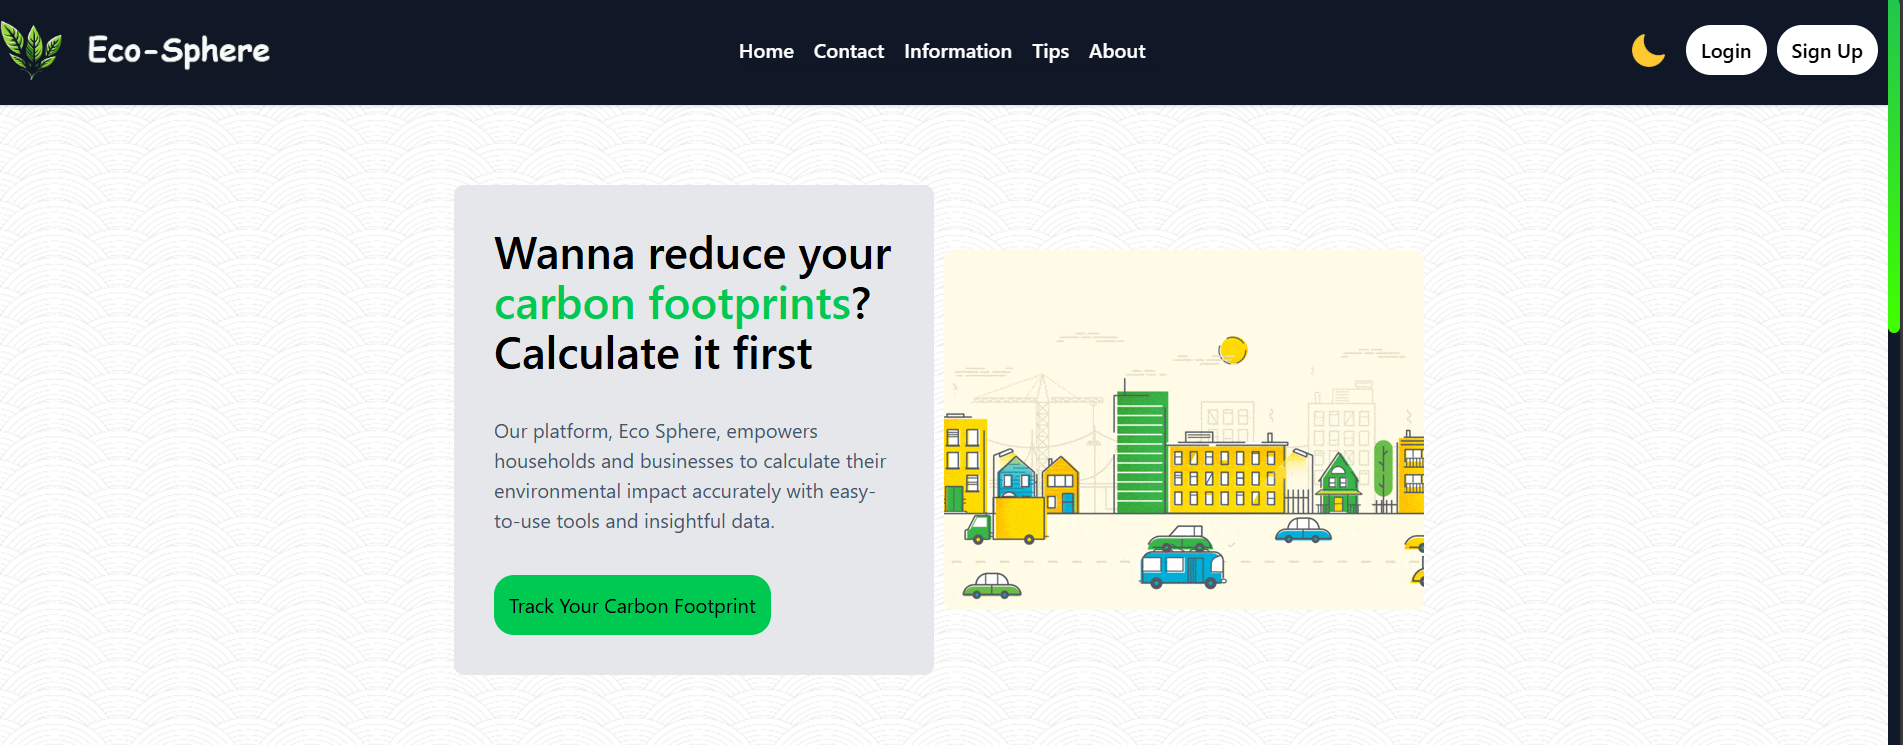 Eco-Sphere
Home Contact Information Tips About
Login Sign Up
Wanna reduce your
carbon footprints?
Calculate it first
Our platform, Eco Sphere, empowers
households and businesses to calculate their
environmental impact accurately with easy-
to-use tools and insightful data.
Track Your Carbon Footprint